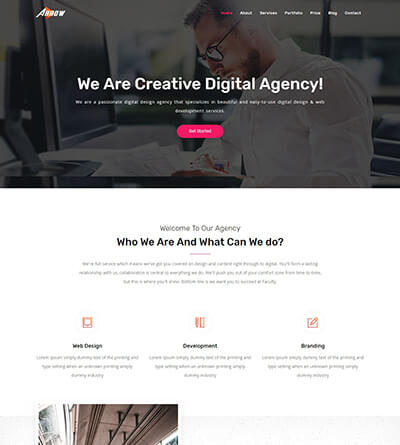 ARROW
Home About Services Portfolio Price Blog Contact
We Are Creative Digital Agency!
We are a passionate digital design agency that specializes in beautiful and easy-to-use digital design & web
development services.
Get Started
Welcome To Our Agency
Who We Are And What Can We do?
We're full service which means we've got you covered on design and content right through to digital. You'll form a lasting
relationship with us, collaboration is central to everything we do. We'll push you out of your comfort zone from time to time,
but this is where you'll shine. Bottom line is we want you to succeed at Faculty.
Web Design Development Branding
Lorem ipsum simply dummy text of the printing and Lorem ipsum simply dummy text of the printing and Lorem ipsum simply dummy text of the printing and
type setting when an unknown printing simply type setting when an unknown printing simply type setting when an unknown printing simply
dummy industry dummy industry dummy industry